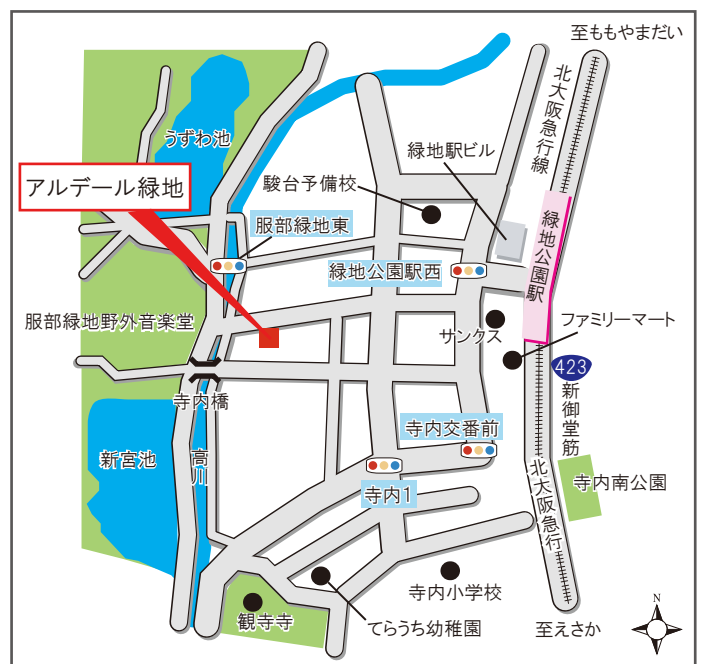 至ももやまだい
北大阪急行線
うずわ池
緑地駅ビル
アルデール緑地
駿台予備校
服部緑地東
緑地公園駅西
緑地公園駅
服部緑地野外音楽堂
サンクス
ファミリーマート
423
新御堂筋
寺内橋
寺内交番前
新宮池
高川
寺内1
北大阪急行
寺内南公園
寺内小学校
観寺寺
てらうち幼稚園
至えさか
N